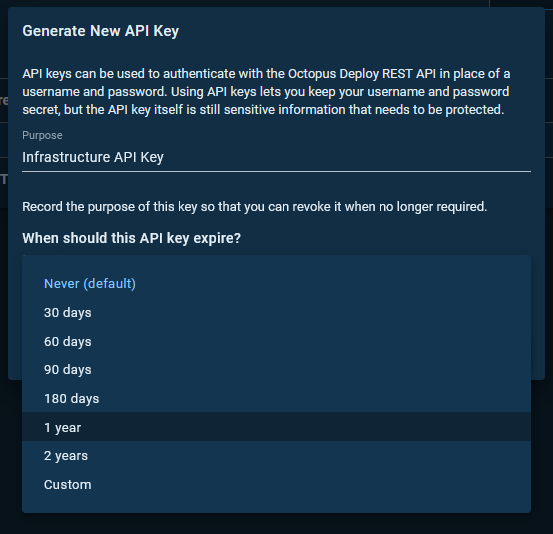 Generate New API Key
API keys can be used to authenticate with the Octopus Deploy REST API in place of a
username and password. Using API keys lets you keep your username and password
secret, but the API key itself is still sensitive information that needs to be protected.
Purpose
Infrastructure API Key
Record the purpose of this key so that you can revoke it when no longer required.
When should this API key expire?
Never (default)
30 days
60 days
90 days
180 days
1 year
2 years
Custom